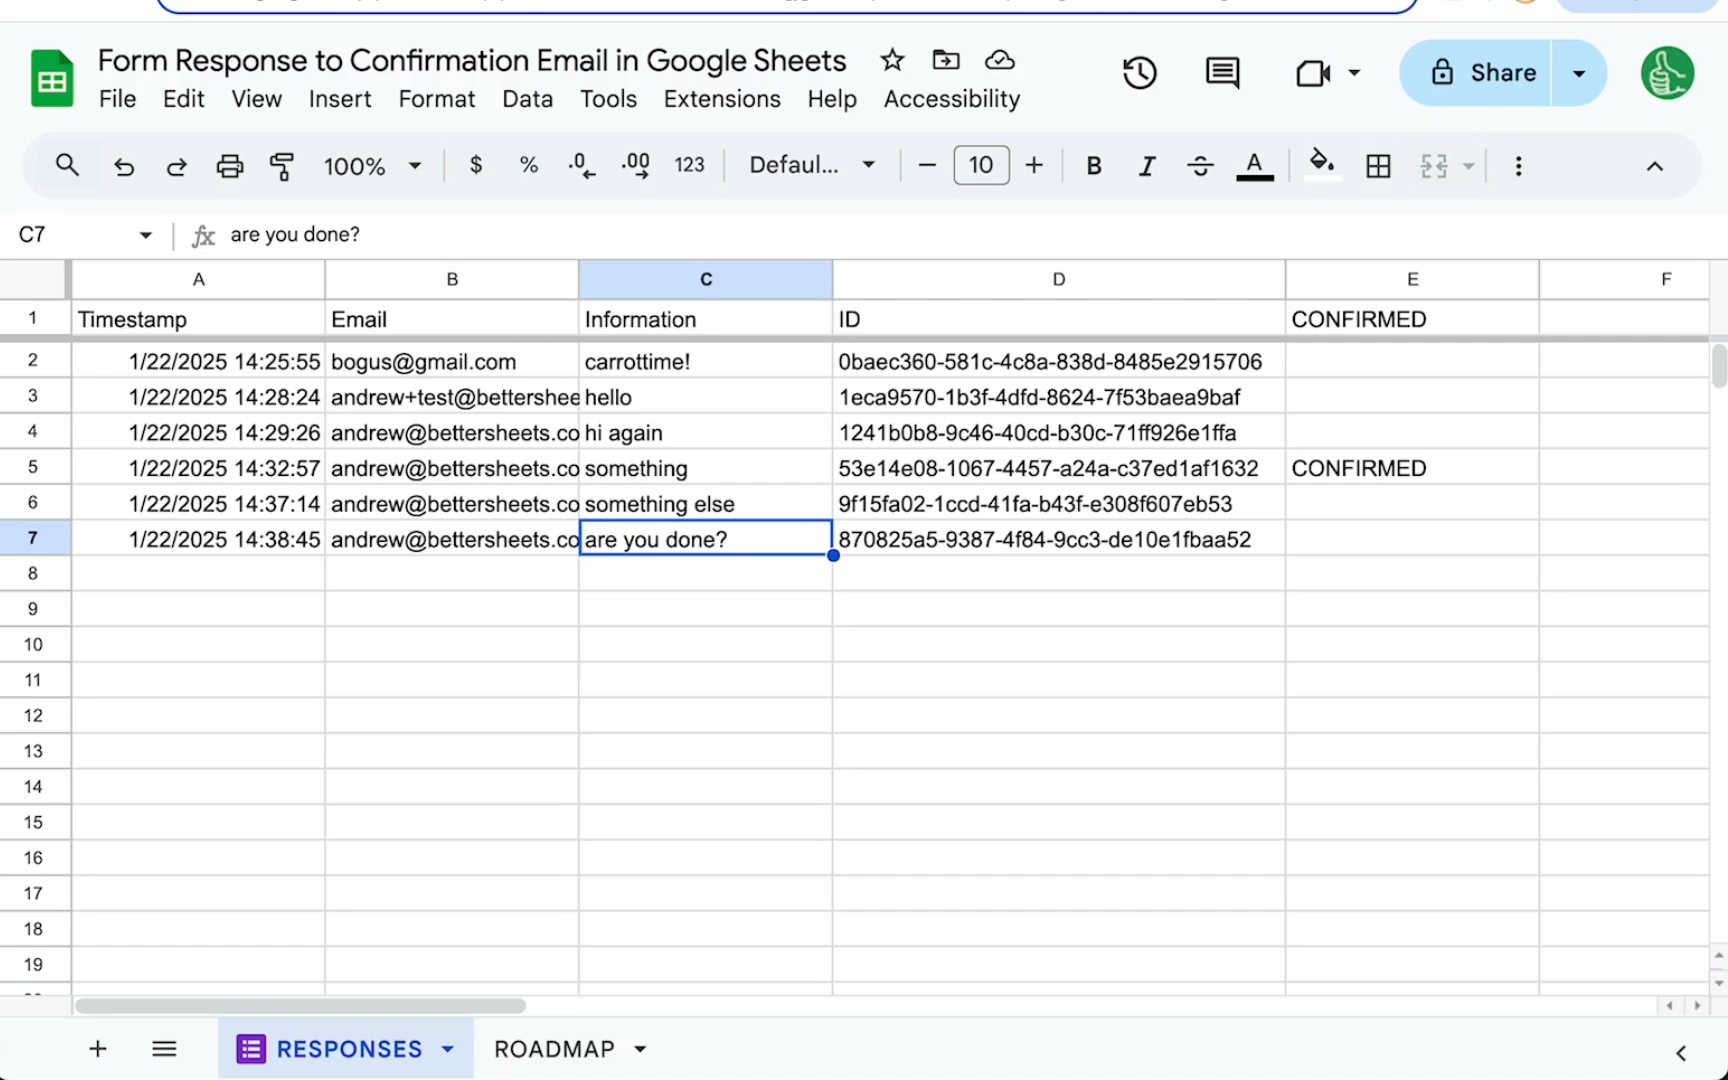 Form Response to Confirmation Email in Google Sheets
File Edit View Insert Format Data Tools Extensions Help Accessibility
Share
100% $ % .0 .00 123 Defaul... 10 B I A
C7 fx are you done?
A B C D E F
1 Timestamp Email Information ID CONFIRMED
2 1/22/2025 14:25:55 bogus@gmail.com carrottime! 0baec360-581c-4c8a-838d-8485e2915706
3 1/22/2025 14:28:24 andrew+test@bettershee hello 1eca9570-1b3f-4dfd-8624-7f53baea9baf
4 1/22/2025 14:29:26 andrew@bettersheets.co hi again 1241b0b8-9c46-40cd-b30c-71ff926e1ffa
5 1/22/2025 14:32:57 andrew@bettersheets.co something 53e14e08-1067-4457-a24a-c37ed1af1632 CONFIRMED
6 1/22/2025 14:37:14 andrew@bettersheets.co something else 9f15fa02-1ccd-41fa-b43f-e308f607eb53
7 1/22/2025 14:38:45 andrew@bettersheets.co are you done? 870825a5-9387-4f84-9cc3-de10e1fbaa52
8
9
10
11
12
13
14
15
16
17
18
19
RESPONSES ROADMAP